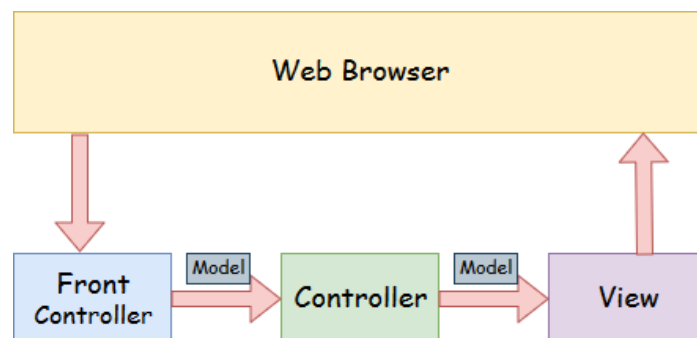 Web Browser
Model
Model
Front
Controller
Controller
View